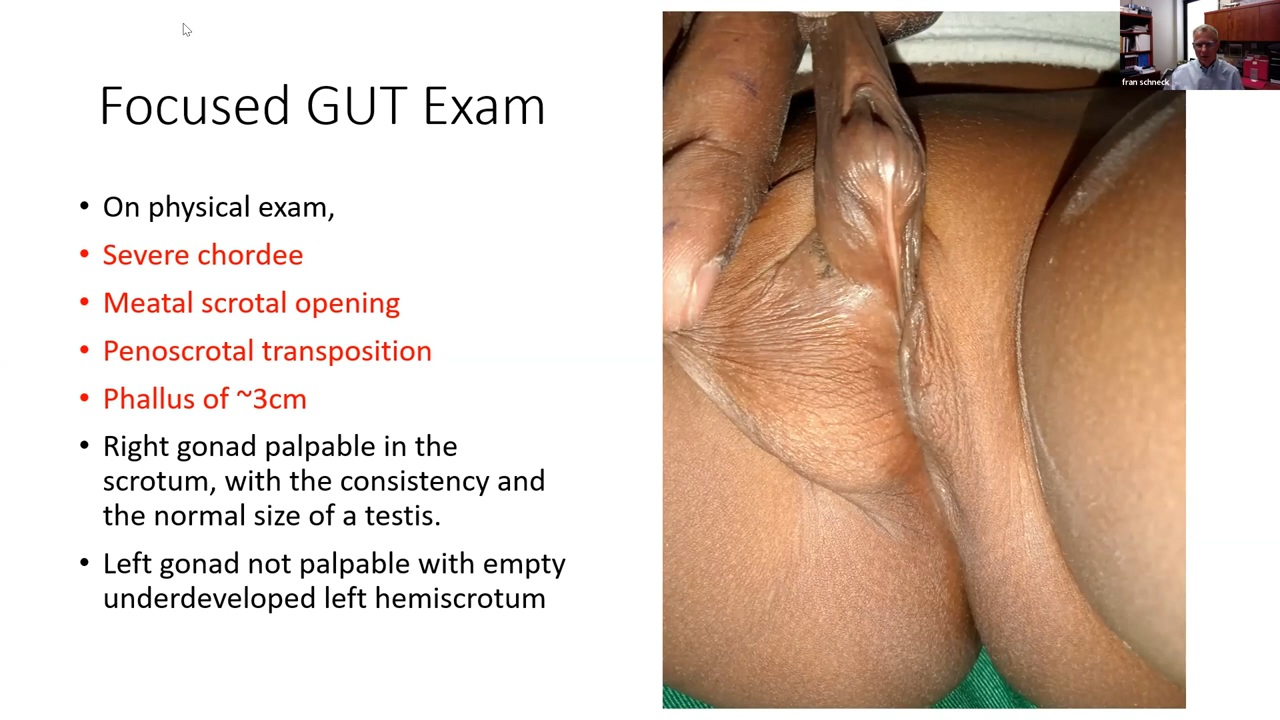 Focused GUT Exam
• On physical exam,
• Severe chordee
• Meatal scrotal opening
• Penoscrotal transposition
• Phallus of ~3cm
• Right gonad palpable in the
scrotum, with the consistency and
the normal size of a testis.
• Left gonad not palpable with empty
underdeveloped left hemiscrotum
fran schneck